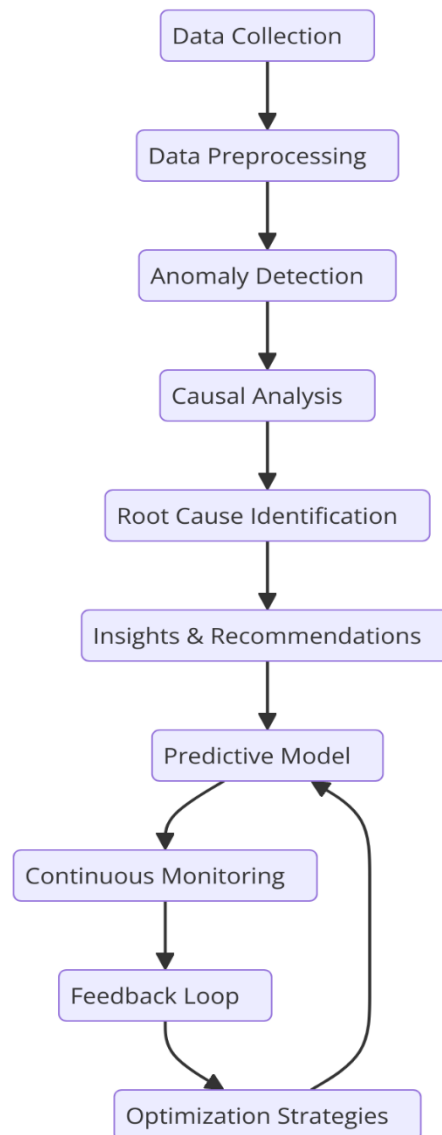 Data Collection
Data Preprocessing
Anomaly Detection
Causal Analysis
Root Cause Identification
Insights & Recommendations
Predictive Model
Continuous Monitoring
Feedback Loop
Optimization Strategies